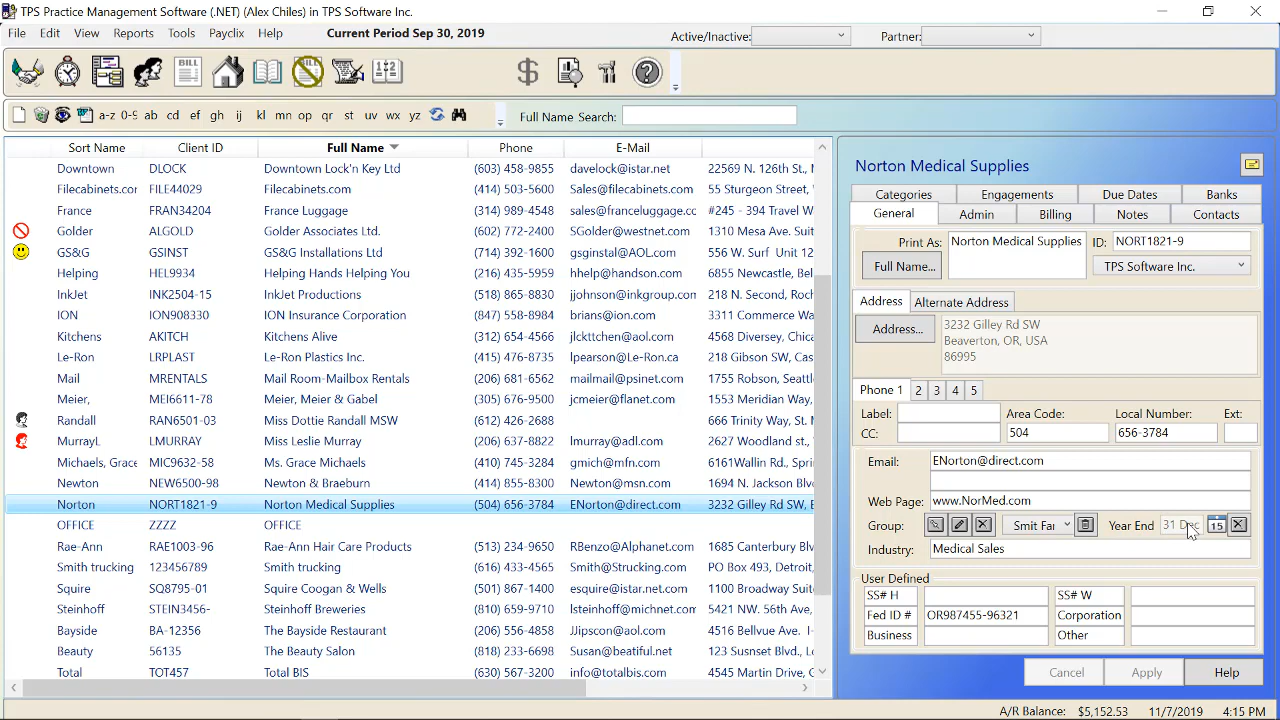 TPS Practice Management Software (.NET) (Alex Chiles) in TPS Software Inc.
File Edit View Reports Tools Payclix Help Current Period Sep 30, 2019 Active/Inactive: Partner:
BILL
a-z 0-9 ab cd ef gh ij kl mn op qr st uv wx yz Full Name Search:
Sort Name Client ID Full Name Phone E-Mail
Downtown DLOCK Downtown Lock'n Key Ltd (603) 458-9855 davelock@istar.net 22569 N. 126th St.,
Filecabinets.cor FILE44029 Filecabinets.com (414) 503-5600 Sales@filecabinets.com 55 Sturgeon Street,
France FRAN34204 France Luggage (314) 989-4548 sales@franceluggage.cc #245 - 394 Travel W
Golder ALGOLD Golder Associates Ltd. (602) 772-2400 SGolder@westnet.com 1310 Mesa Ave. Suit
GS&G GSINST GS&G Installations Ltd (714) 392-1600 gsginstal@AOL.com 556 W. Surf Unit 12
Helping HEL9934 Helping Hands Helping You (216) 435-5959 hhelp@handson.com 6855 Newcastle, Bel
InkJet INK2504-15 InkJet Productions (518) 865-8830 jjohnson@inkgroup.com 218 N. Second, Roch
ION ION908330 ION Insurance Corporation (847) 558-8984 brians@ion.com 3311 Commerce Wa
Kitchens AKITCH Kitchens Alive (312) 654-4566 jlckttchen@aol.com 4568 Diversey, Chica
Le-Ron LRPLAST Le-Ron Plastics Inc. (415) 476-8735 lpearson@Le-Ron.ca 218 Gibson SW, Cas
Mail MRENTALS Mail Room-Mailbox Rentals (206) 681-6562 mailmail@psinet.com 1705 Roslyn, Seattle
Meier, MEI6611-78 Meier, Meier & Gabel (305) 676-9500 jcmeier@flanet.com 1553 Meridian Way,
Randall RAN6501-03 Miss Dottie Randall MSW (612) 426-2688 666 Trinity Way, St. M
MurrayL LMURRAY Miss Leslie Murray (206) 637-8822 lmurray@adl.com 2627 Woodland st.,
Michaels, Grace MIC9632-58 Ms. Grace Michaels (410) 745-3284 gmich@mfn.com 6161Wallin Rd., Sprin
Newton NEW6500-98 Newton & Braeburn (414) 871-3600 Newton@msn.com 1694 N. Jackson Blv
Norton NORT1821-9 Norton Medical Supplies (504) 656-3784 ENorton@direct.com 3232 Gilley Rd SW, B
OFFICE ZZZZ OFFICE
Rae-Ann RAE1003-96 Rae-Ann Hair Care Products (123) 234-9650 RBenzo@Alphanet.com 1685 Canterbury Blvd
Smith trucking 123456789 Smith trucking (616) 433-4565 Smith@Strucking.com PO Box 493, Detroit
Squire SQ8795-01 Squire Coogan & Wells (501) 867-1400 esquire@istar.net.com 493 Longwood, Suite
Steinhoff STEIN3456- Steinhoff Breweries (810) 659-9710 lsteinhoff@michnet.com 5421 NW. 56th Ave,
Bayside BA-12356 The Bayside Restaurant (206) 556-4858 JJipscon@aol.com 4516 Bellvue Ave. I
Beauty 56135 The Beauty Salon (818) 233-6698 Susan@beatiful.net 123 Susnset Blvd., L
Total TOT457 Total BIS (630) 567-1200 info@totalbis.com 4545 Martin Drive, C
Norton Medical Supplies
Categories Engagements Due Dates Banks
General Admin Billing Notes Contacts
Print As: Norton Medical Supplies ID: NORT1821-9
Full Name... TPS Software Inc.
Address Alternate Address
Address... 3232 Gilley Rd SW
Beaverton, OR, USA
86995
Phone 1 2 3 4 5
Label: Area Code: Local Number: Ext:
CC: 504 656-3784
Email: ENorton@direct.com
Web Page: www.NorMed.com
Group: Smit Far Year End 31 Dec 15
Industry: Medical Sales
User Defined
SS# H SS# W
Fed ID # OR987455-96321 Corporation
Business Other
Cancel Apply Help
A/R Balance: $5,152.53 11/7/2019 4:15 PM